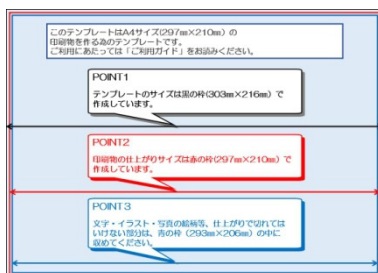 このテンプレートはA4サイズ(297㎜×210㎜)の
印刷物を作る為のテンプレートです。
ご利用にあたっては「ご利用ガイド」をお読みください。
POINT1
テンプレートのサイズは黒の枠(303㎜×216㎜)で
作成しています。
POINT2
印刷物の仕上がりサイズは赤の枠(297㎜×210㎜)で
作成しています。
POINT3
文字・イラスト・写真の絵柄等、仕上がりで切れては
いけない部分は、青の枠(293㎜×206㎜)の中に
収めてください。